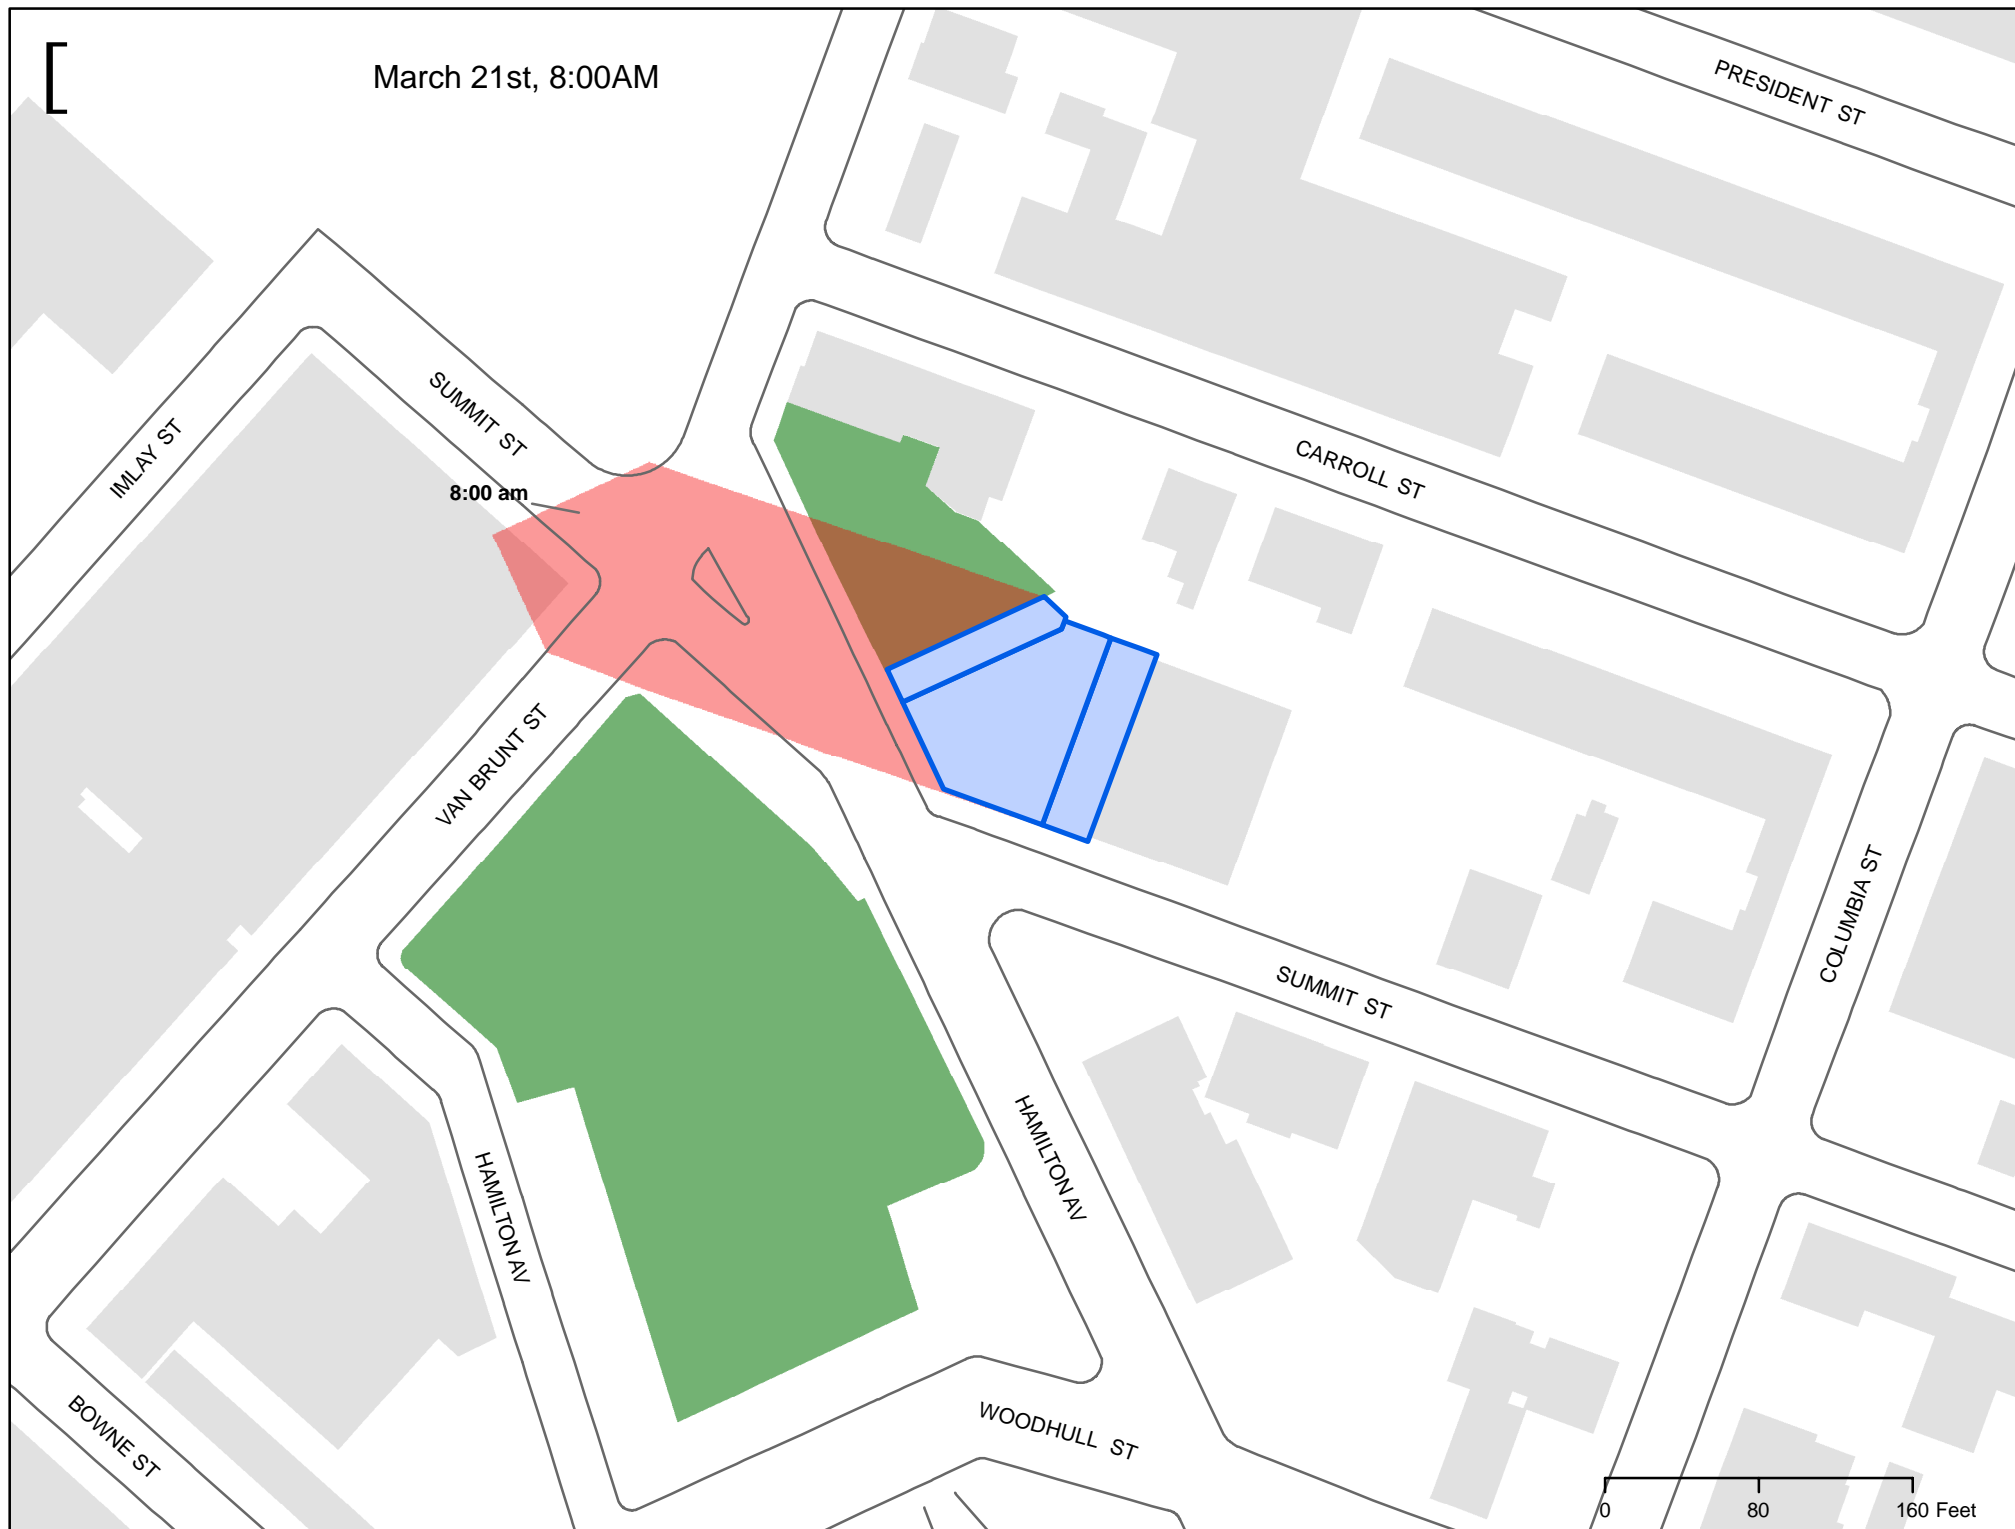 [
March 21st, 8:00AM
PRESIDENT ST
SUMMIT ST
IMLAY ST
CARROLL ST
8:00 am
VAN BRUNT ST
COLUMBIA ST
SUMMIT ST
HAMILTON AV
HAMILTON AV
WOODHULL ST
BOWNE ST
0 80 160 Feet